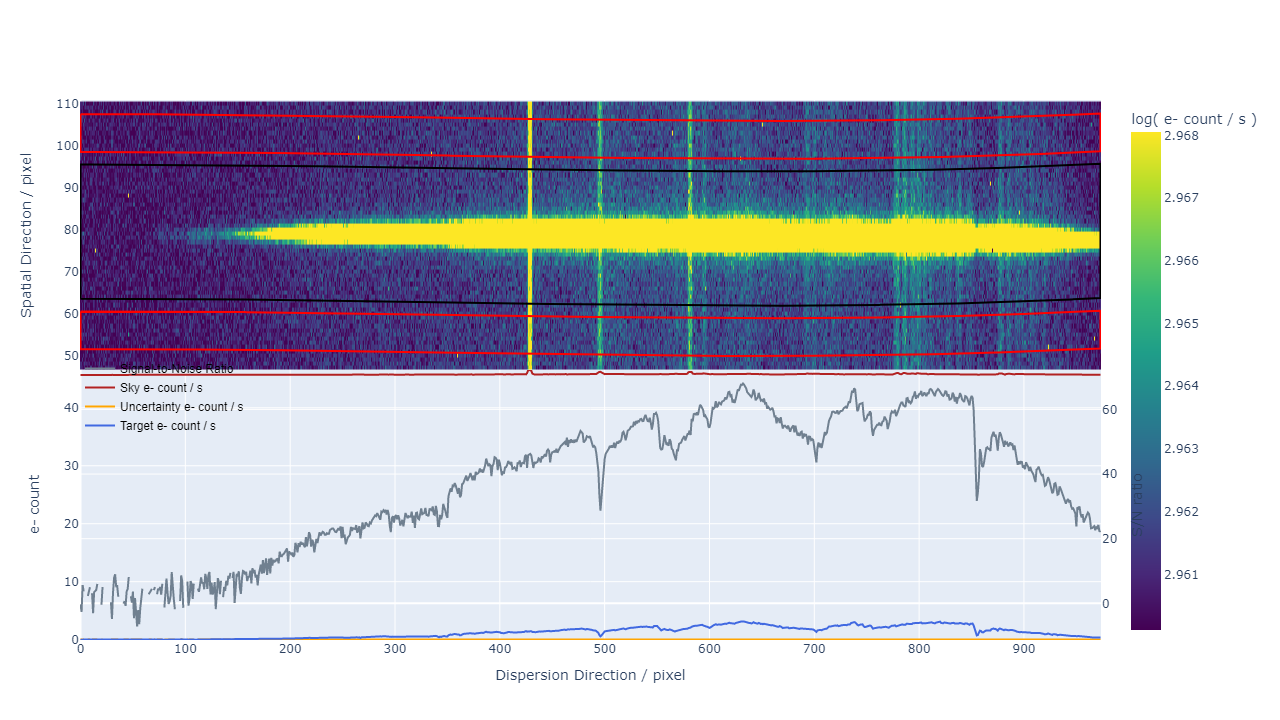 log( e- count / s )
110
100
90
80
70
60
50
Spatial Direction / pixel
Signal-to-Noise Ratio
Sky e- count / s
Uncertainty e- count / s
Target e- count / s
40
30
20
10
0
e- count
60
40
20
0
S/N ratio
0 100 200 300 400 500 600 700 800 900
Dispersion Direction / pixel
2.968
2.967
2.966
2.965
2.964
2.963
2.962
2.961